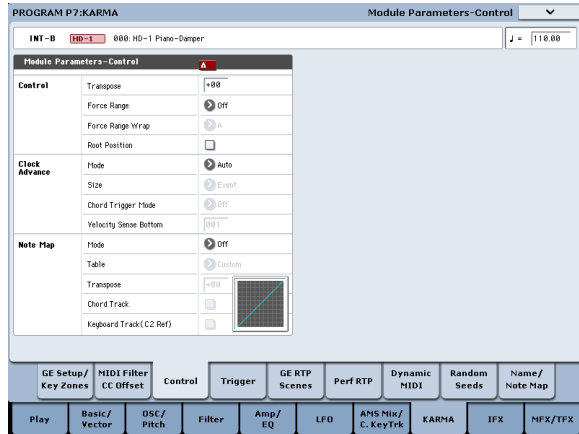 PROGRAM P7:KARMA Module Parameters-Control
INT-B HD-1 000: HD-1 Piano-Damper ♩= 110.00
Module Parameters-Control A
Control Transpose +00
Force Range Off
Force Range Wrap A
Root Position
Clock Advance Mode Auto
Size Event
Chord Trigger Mode Off
Velocity Sense Bottom 001
Note Map Mode Off
Table Custom
Transpose +00
Chord Track
Keyboard Track(C2 Ref)
GE Setup/ Key Zones MIDI Filter CC Offset Control Trigger GE RTP Scenes Perf RTP Dynamic MIDI Random Seeds Name/ Note Map
Play Basic/ Vector OSC/ Pitch Filter Amp/ EQ LFO AMS Mix/ C. KeyTrk KARMA IFX MFX/TFX